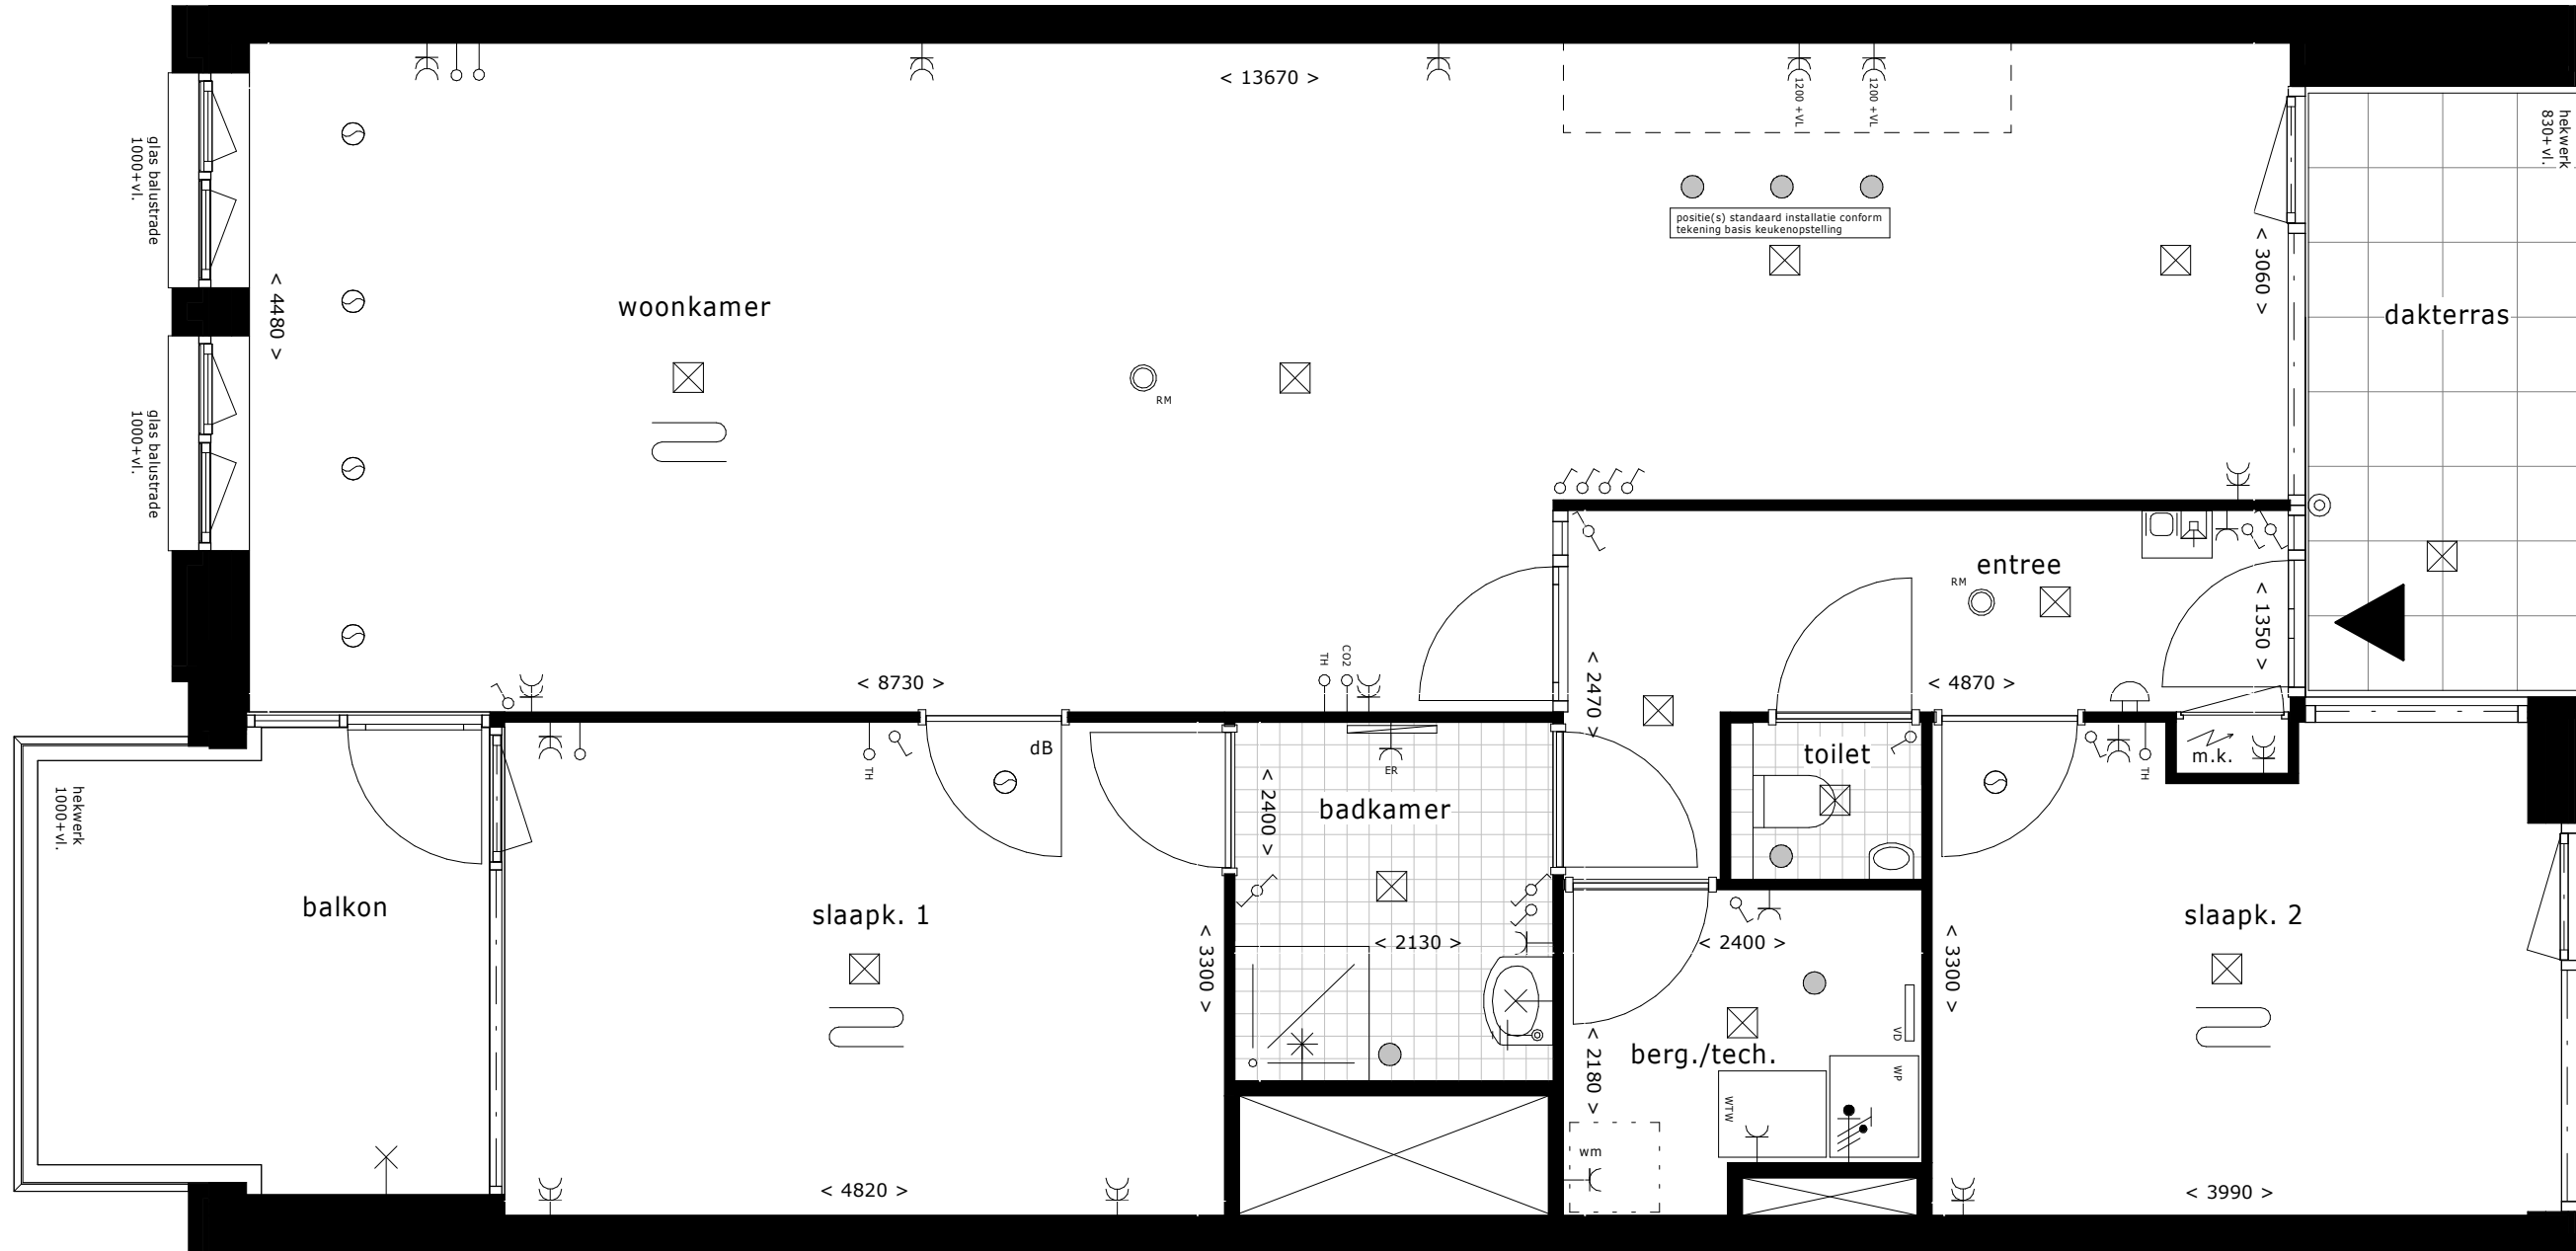 < 13670 >
1200 +VL
1200 +VL
hekwerk
830+vl.
glas balustrade
1000+vl.
positie(s) standaard installatie conform
tekening basis keukenopstelling
< 4480 >
woonkamer
< 3060 >
dakterras
RM
glas balustrade
1000+vl.
entree
RM
< 1350 >
< 8730 >
TH
CO2
< 2470 >
< 4870 >
dB
TH
ER
toilet
TH
m.k.
hekwerk
1000+vl.
< 2400 >
badkamer
balkon
slaapk. 1
slaapk. 2
< 3300 >
< 2130 >
< 2400 >
< 3300 >
VD
berg./tech.
< 2180 >
WP
WTW
wm
< 4820 >
< 3990 >